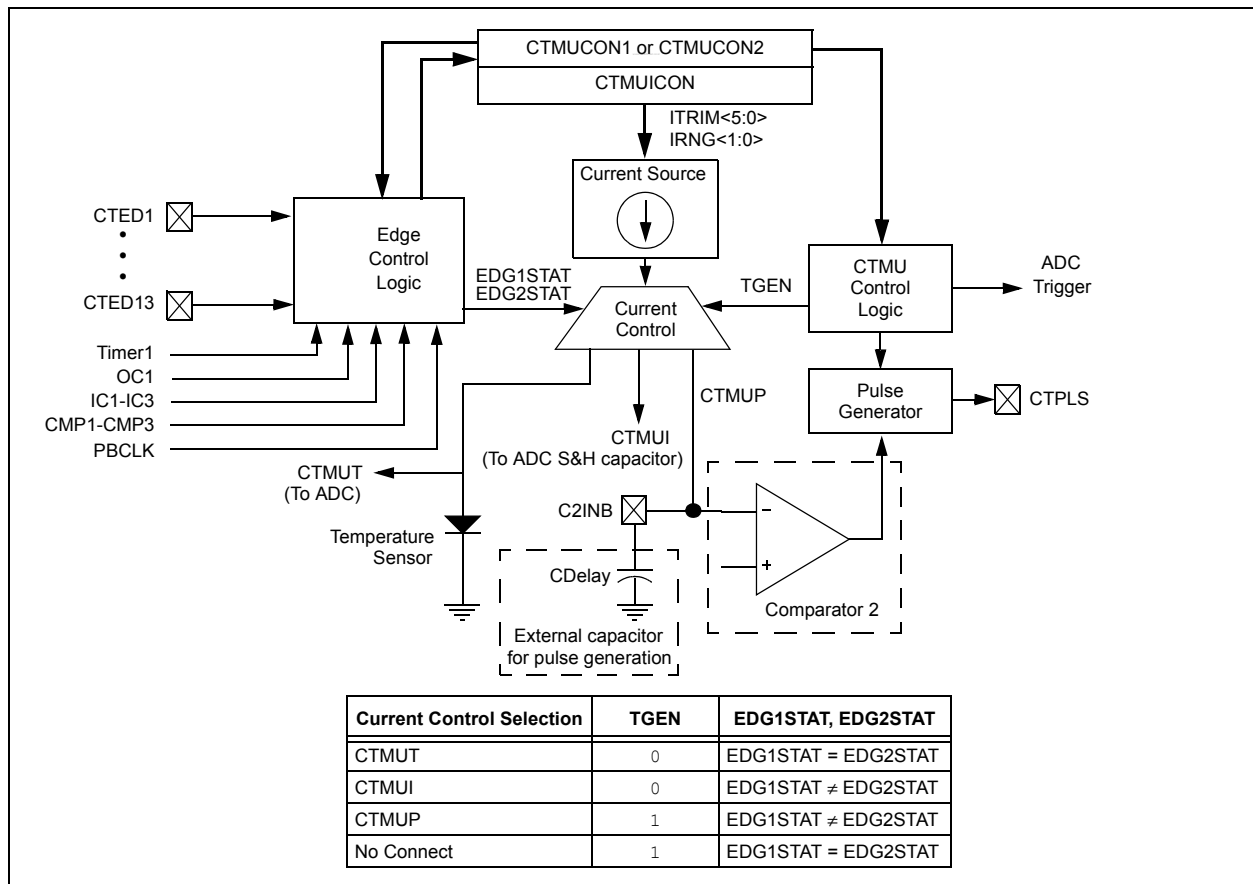 CTMUCON1 or CTMUCON2
CTMUICON
ITRIM<5:0>
IRNG<1:0>
Current Source
CTED1
CTED13
Edge
Control
Logic
EDG1STAT
EDG2STAT
Current
Control
TGEN
CTMU
Control
Logic
ADC
Trigger
Timer1
OC1
IC1-IC3
CMP1-CMP3
PBCLK
CTMUP
Pulse
Generator
CTPLS
CTMUT
(To ADC)
CTMUI
(To ADC S&H capacitor)
C2INB
–
+
Temperature
Sensor
CDelay
Comparator 2
External capacitor
for pulse generation
Current Control Selection TGEN EDG1STAT, EDG2STAT
CTMUT 0 EDG1STAT = EDG2STAT
CTMUI 0 EDG1STAT ≠ EDG2STAT
CTMUP 1 EDG1STAT ≠ EDG2STAT
No Connect 1 EDG1STAT = EDG2STAT